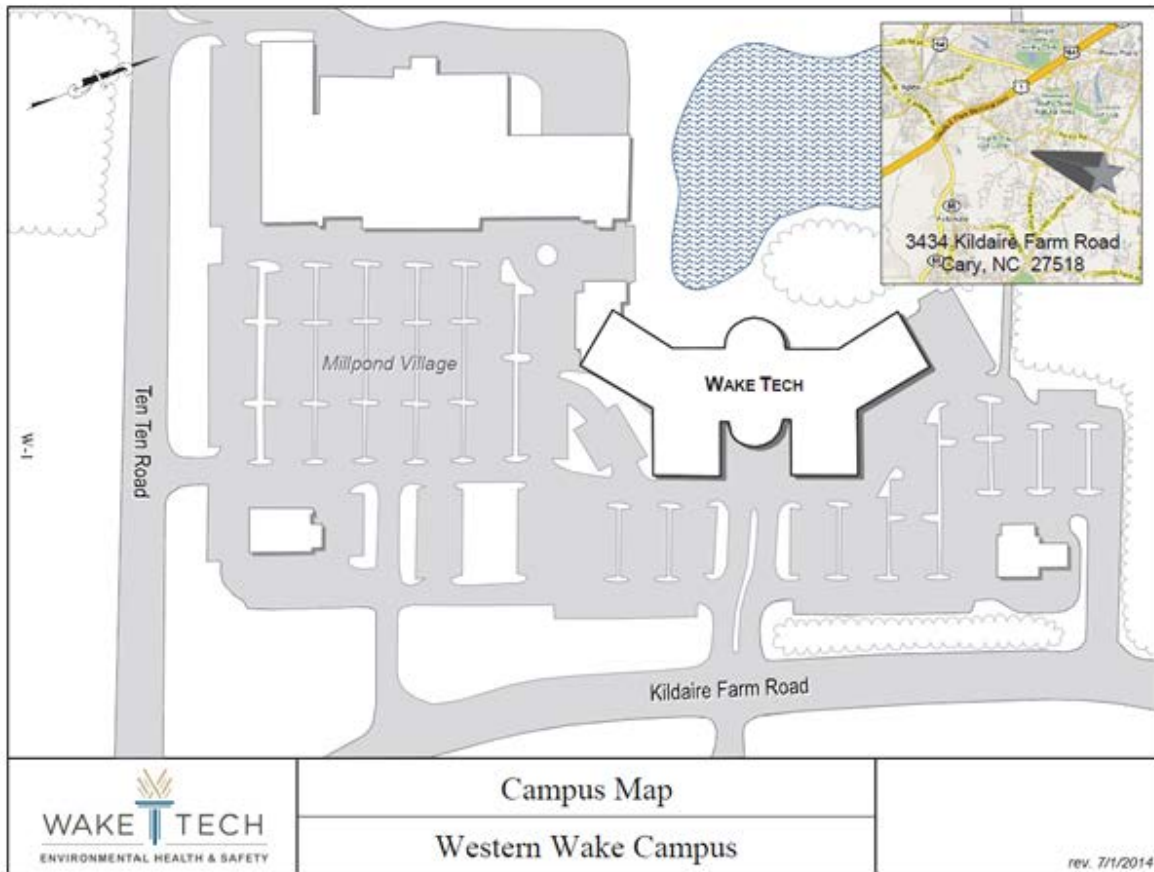 3434 Kildaire Farm Road
Cary, NC 27518
Millpond Village
WAKE TECH
Ten Ten Road
W-1
Kildaire Farm Road
WAKE TECH
ENVIRONMENTAL HEALTH & SAFETY
Campus Map
Western Wake Campus
rev. 7/1/2014